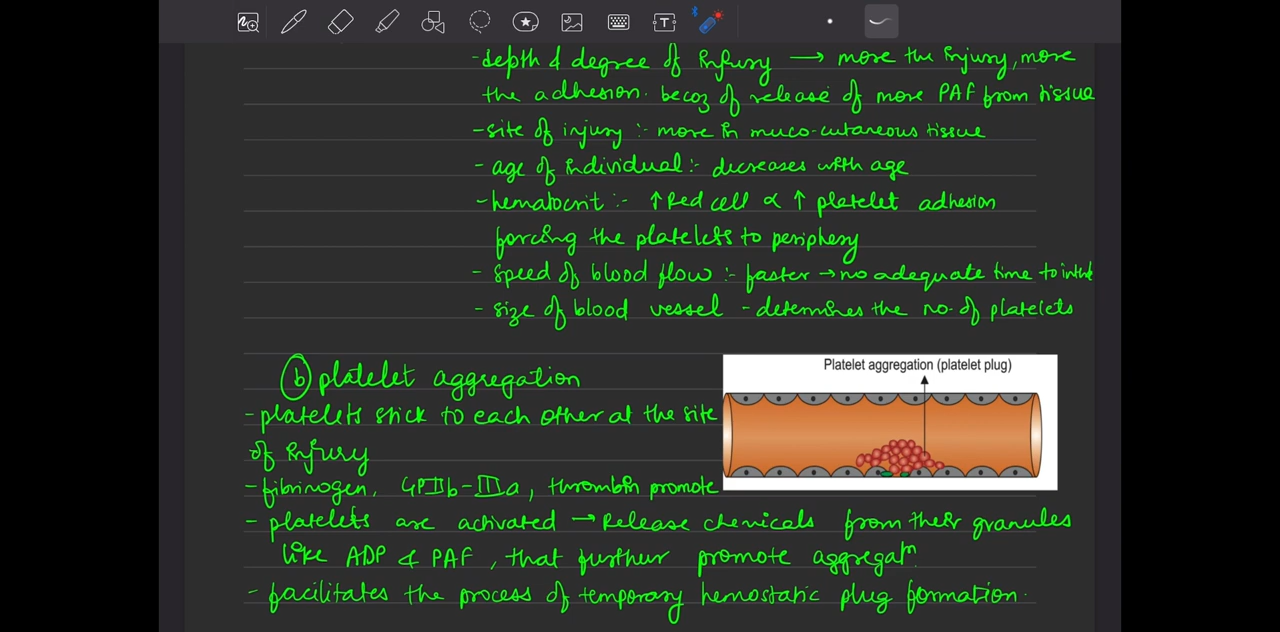 - depth & degree of injury → more the injury, more
the adhesion. becoz of release of more PAF from tissue
- site of injury :- more in muco-cutaneous tissue
- age of individual :- decreases with age
- hematocrit :- ↑ Red cell ∝ ↑ platelet adhesion
forcing the platelets to periphery
- speed of blood flow :- faster → no adequate time to
- size of blood vessel - determines the no. of platelets
Platelet aggregation (platelet plug)
(b) platelet aggregation
- platelets stick to each other at the site
of injury
- fibrinogen, GPIIb-IIIa, thrombin promote
- platelets are activated → Release chemicals from their granules
like ADP & PAF, that further promote aggregatn.
- facilitates the process of temporary hemostatic plug formation.